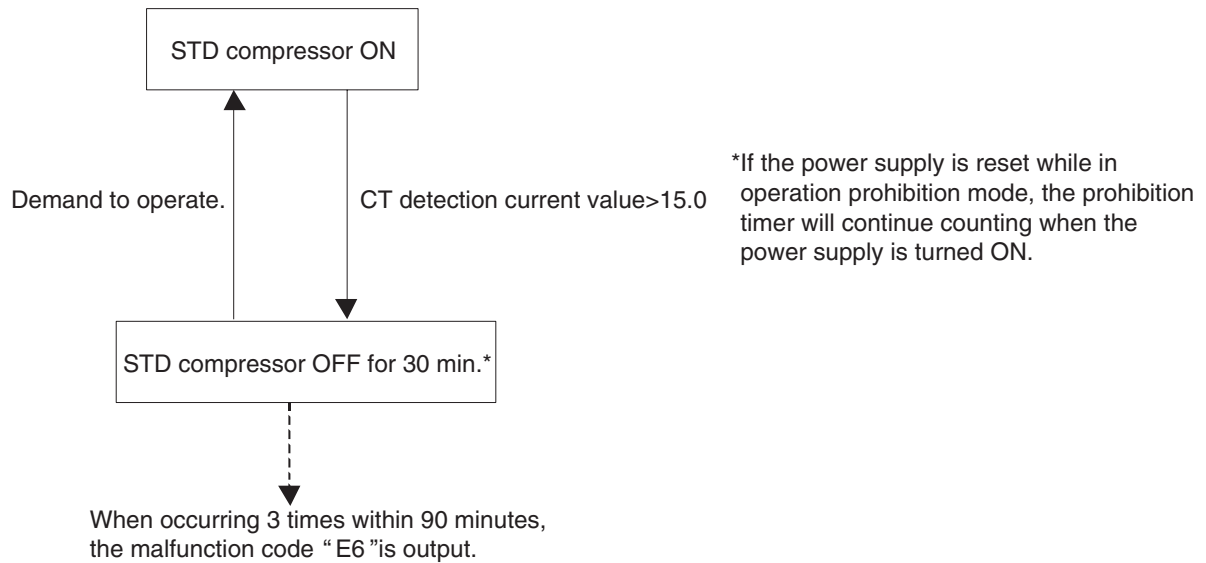 STD compressor ON
Demand to operate.
CT detection current value>15.0
*If the power supply is reset while in
operation prohibition mode, the prohibition
timer will continue counting when the
power supply is turned ON.
STD compressor OFF for 30 min.*
When occurring 3 times within 90 minutes,
the malfunction code “ E6 ”is output.